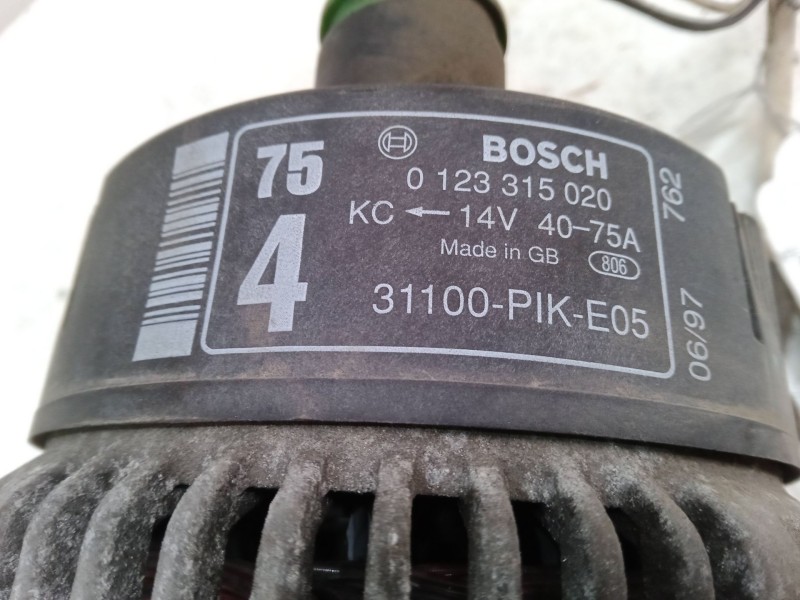 75
4
BOSCH
0 123 315 020
KC ← 14V 40-75A
Made in GB 806
31100-PIK-E05
762
06/97